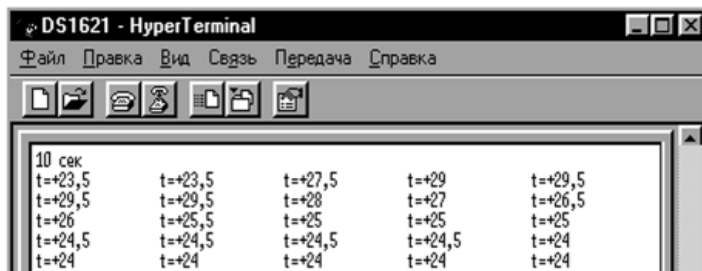 DS1621 - HyperTerminal
Файл Правка Вид Связь Передача Справка
10 сек
t=+23,5 t=+23,5 t=+27,5 t=+29 t=+29,5
t=+29,5 t=+29,5 t=+28 t=+27 t=+26,5
t=+26 t=+25,5 t=+25 t=+25 t=+25
t=+24,5 t=+24,5 t=+24,5 t=+24,5 t=+24
t=+24 t=+24 t=+24 t=+24 t=+24